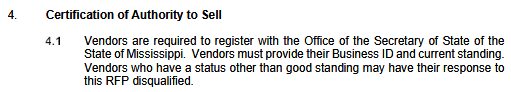 4. Certification of Authority to Sell
4.1 Vendors are required to register with the Office of the Secretary of State of the
State of Mississippi. Vendors must provide their Business ID and current standing.
Vendors who have a status other than good standing may have their response to
this RFP disqualified.